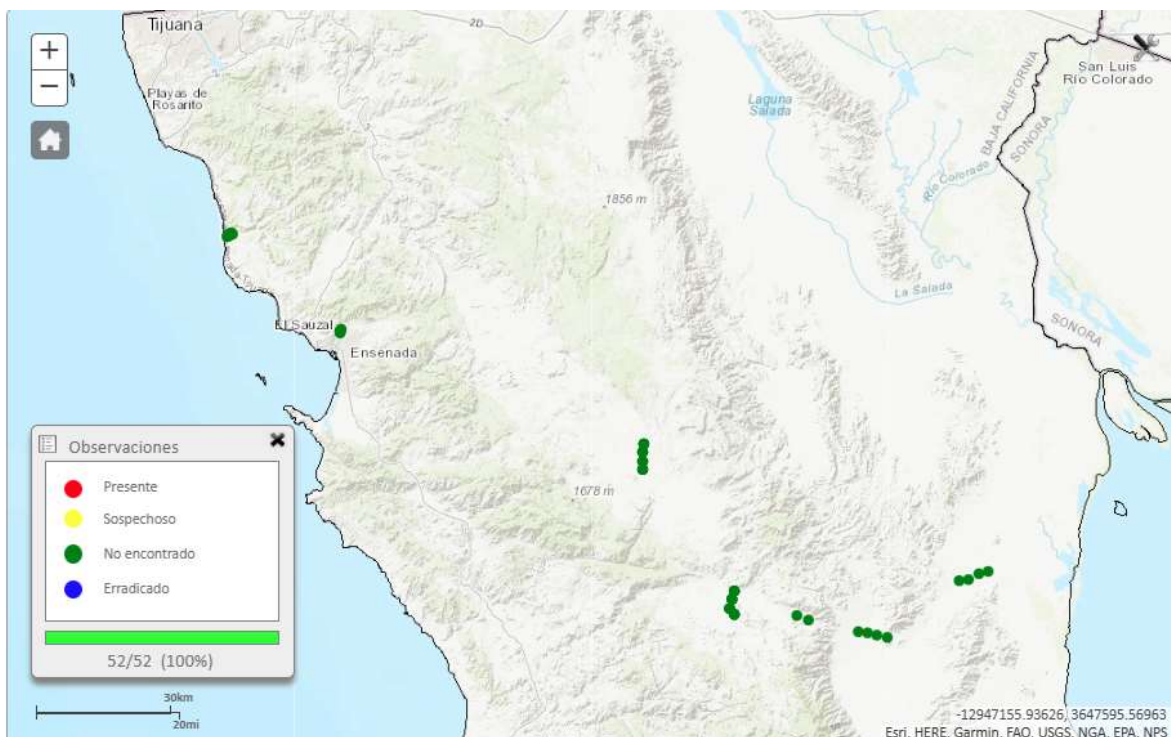 Tijuana
2b
+
−
Playas de
Rosarito
San Luis
Río Colorado
Laguna
Salada
BAJA CALIFORNIA
SONORA
Río Colorado
1856 m
La Salada
El Sauzal
SONORA
Ensenada
Observaciones
Presente
1678 m
Sospechoso
No encontrado
Erradicado
52/52 (100%)
30km
20mi
-12947155.93626, 3647595.56963
Esri, HERE, Garmin, FAO, USGS, NGA, EPA, NPS